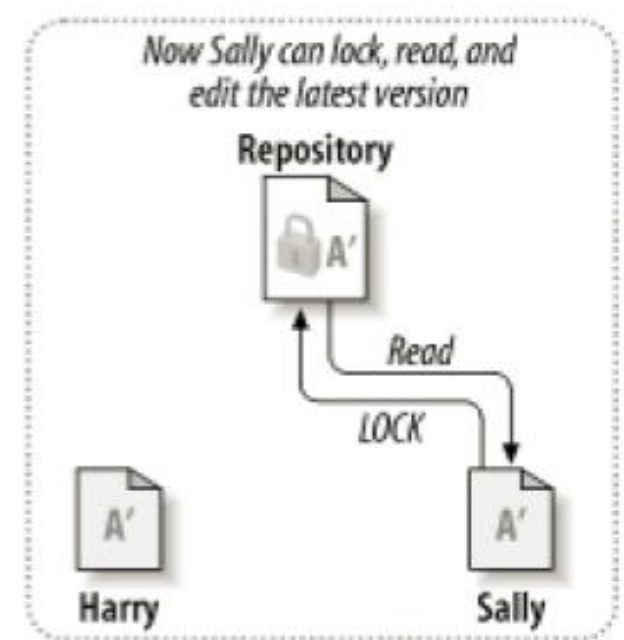 Now Sally can lock, read, and
edit the latest version
Repository
A′
Read
LOCK
A′
A′
Harry
Sally